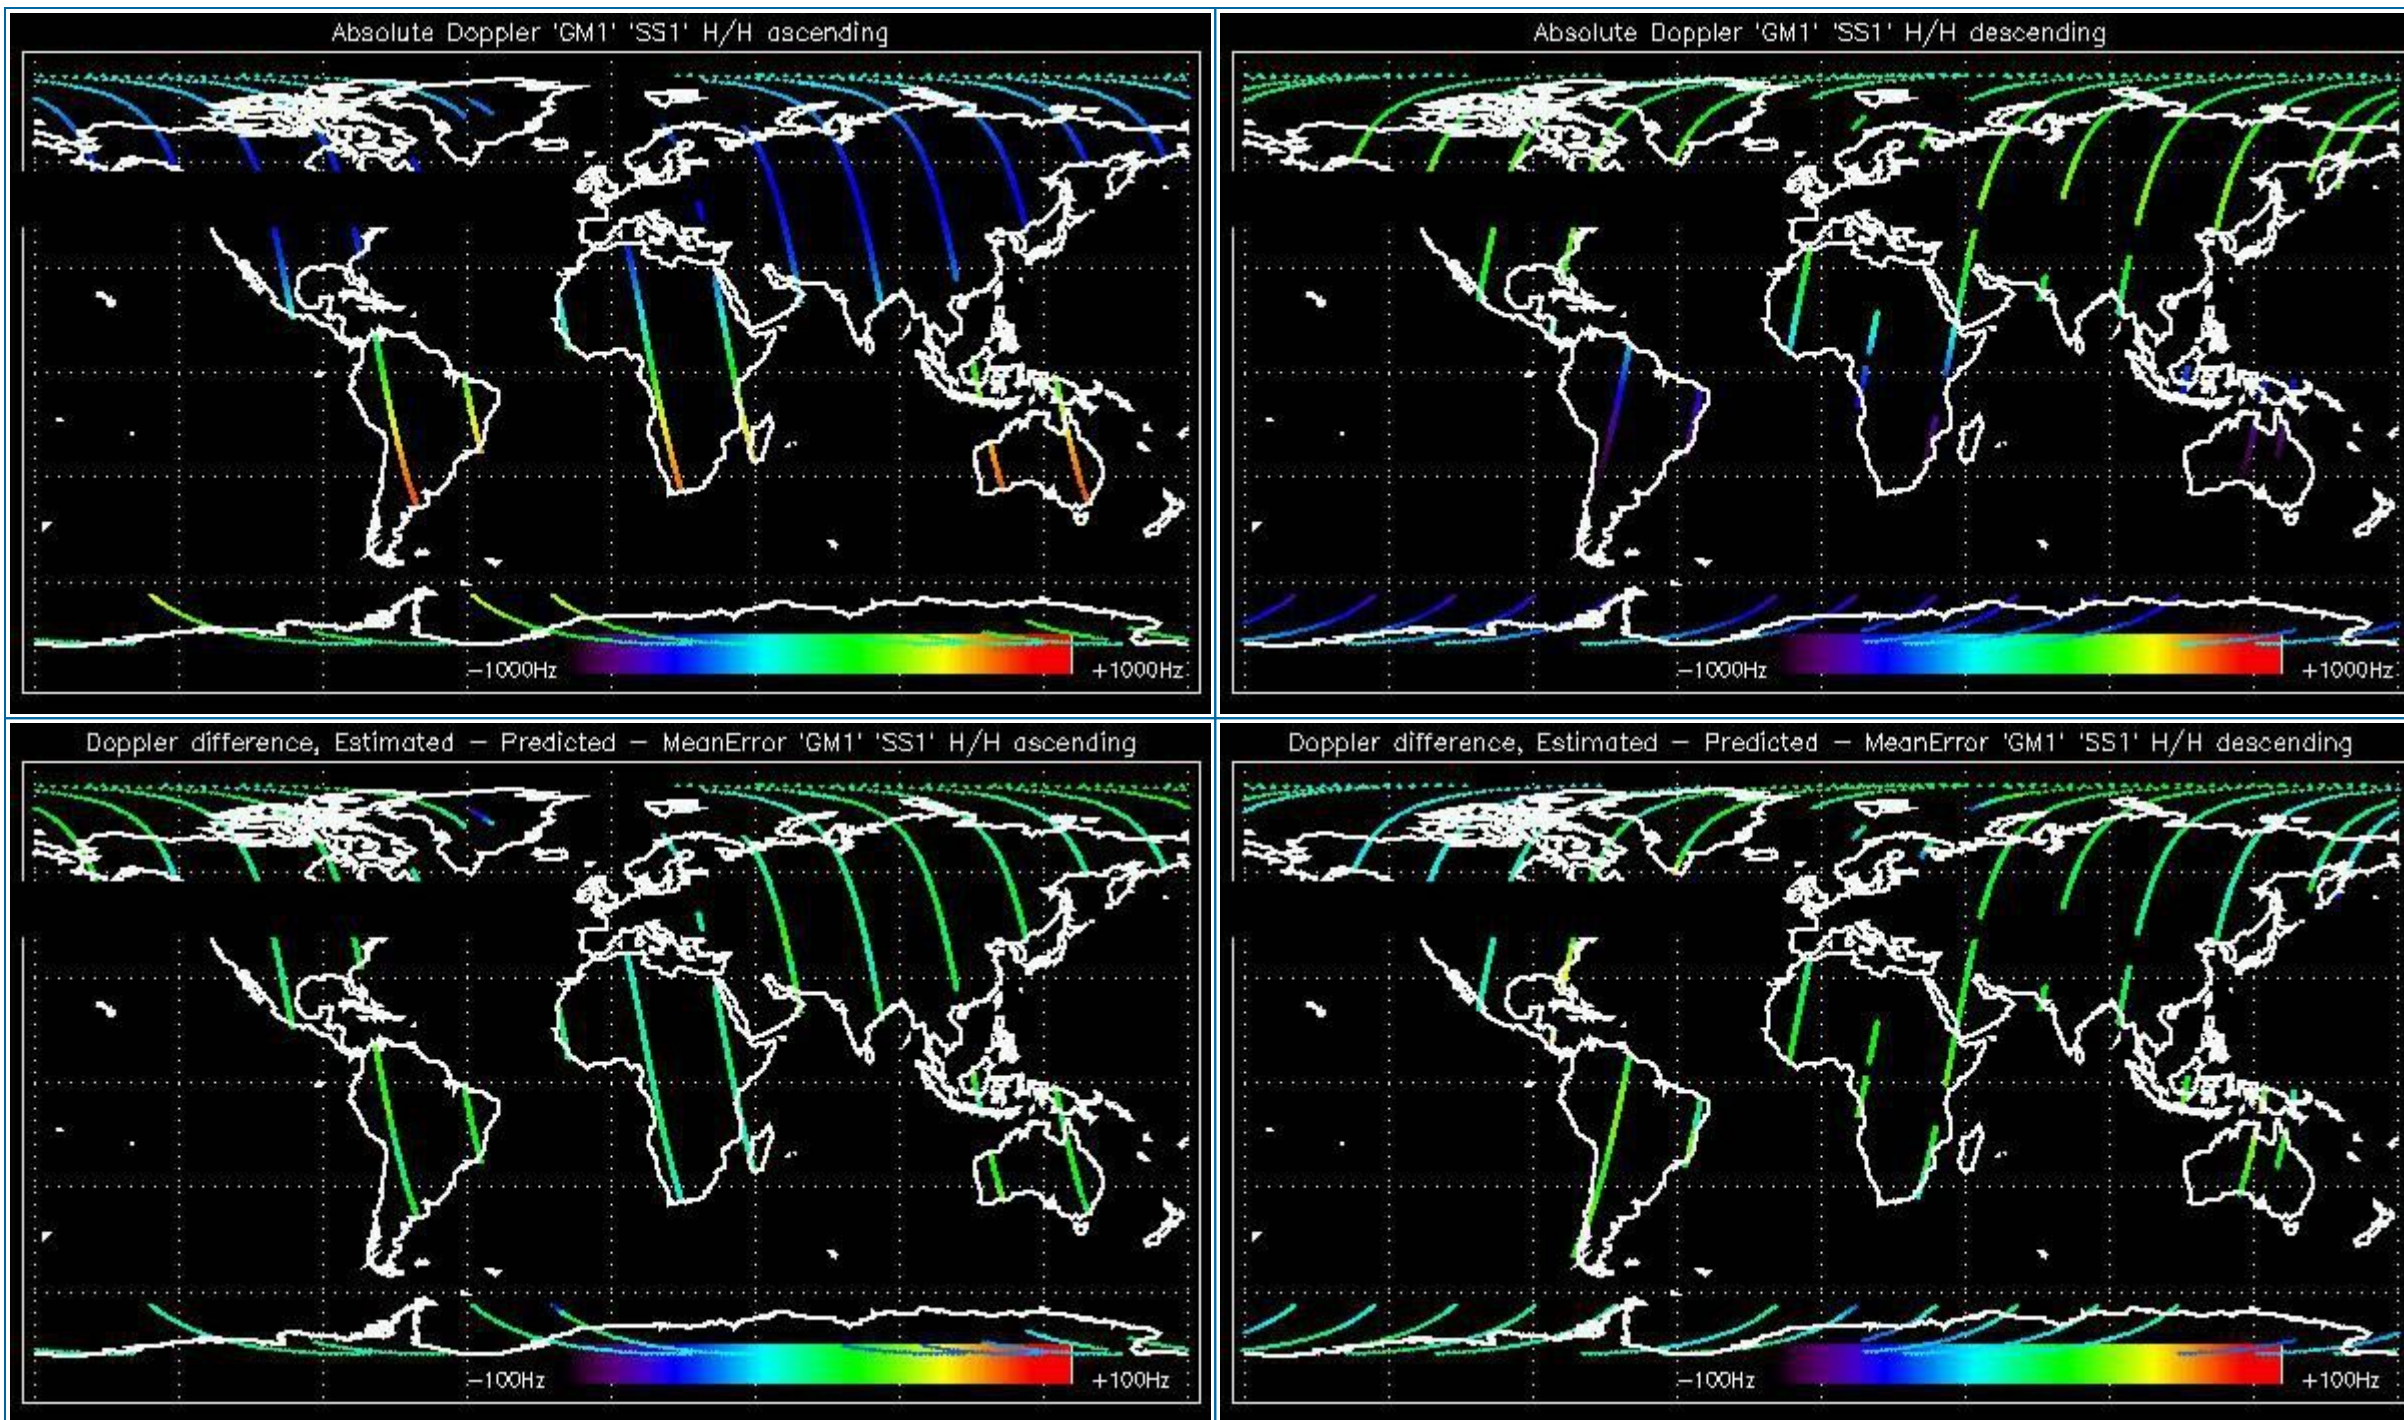 Absolute Doppler 'GM1' 'SS1' H/H ascending
−1000Hz
+1000Hz
Absolute Doppler 'GM1' 'SS1' H/H descending
−1000Hz
+1000Hz
Doppler difference, Estimated − Predicted − MeanError 'GM1' 'SS1' H/H ascending
−100Hz
+100Hz
Doppler difference, Estimated − Predicted − MeanError 'GM1' 'SS1' H/H descending
−100Hz
+100Hz